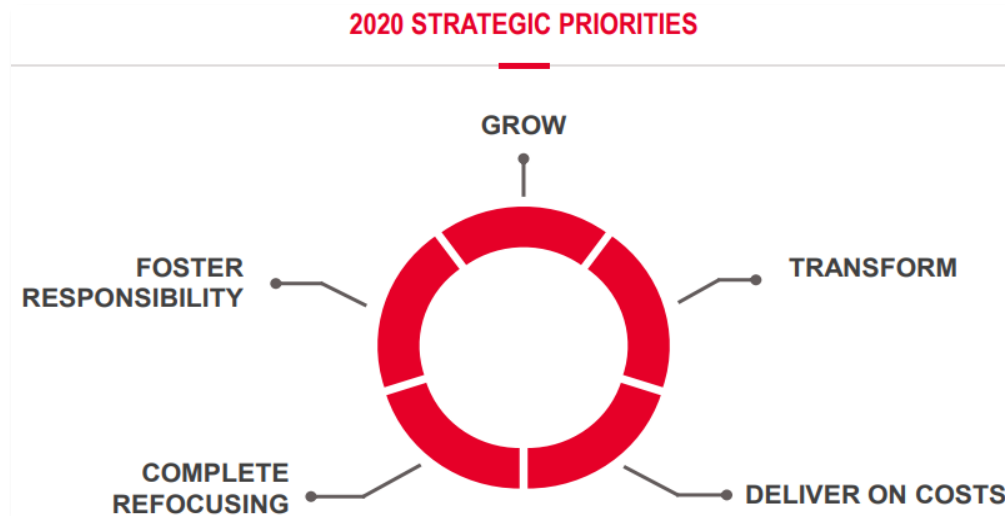 2020 STRATEGIC PRIORITIES
GROW
FOSTER
RESPONSIBILITY
TRANSFORM
COMPLETE
REFOCUSING
DELIVER ON COSTS